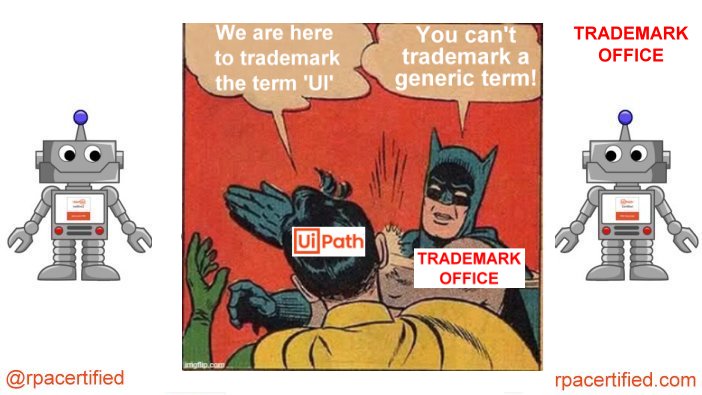 We are here
to trademark
the term 'UI'
You can't
trademark a
generic term!
TRADEMARK
OFFICE
UiPath
TRADEMARK
OFFICE
imgflip.com
@rpacertified
rpacertified.com